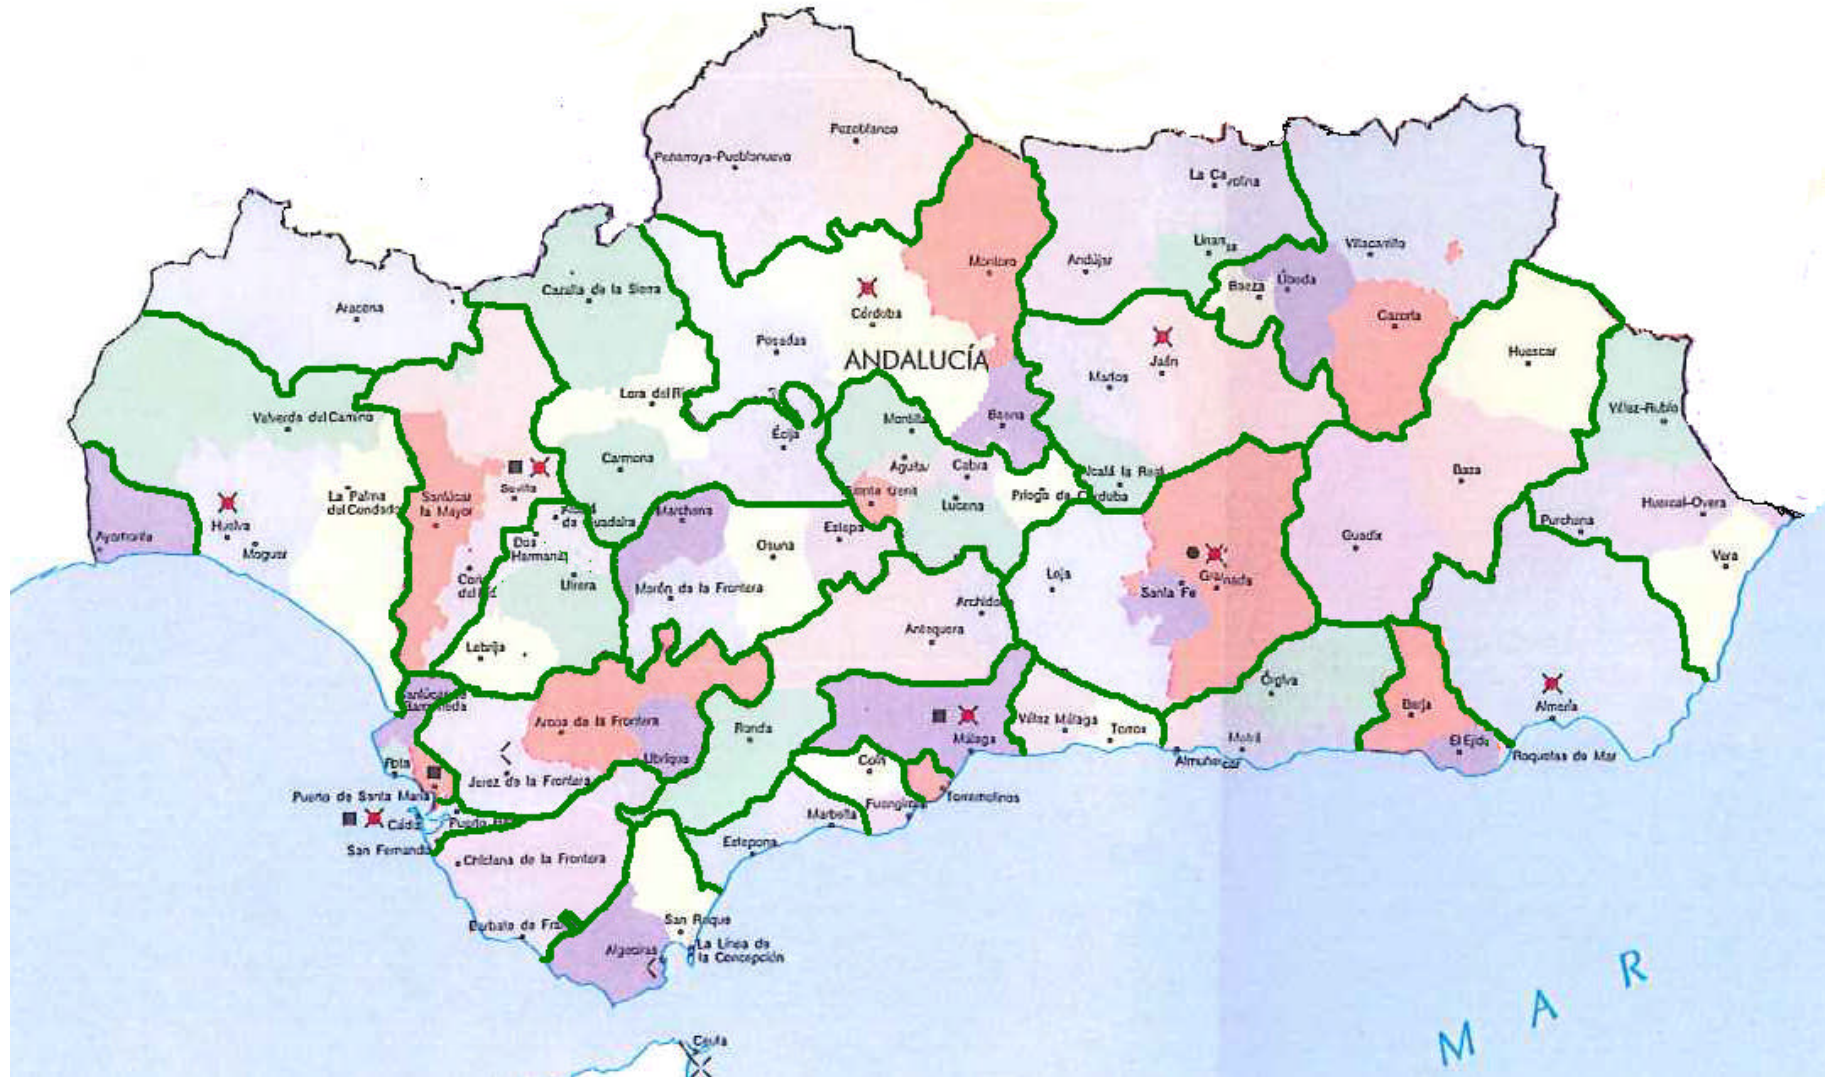 Pozoblanco
Peñarroya-Pueblonuevo
La Carolina
Linares
Villacarrillo
Montoro
Andújar
Úbeda
Baeza
Cazalla de la Sierra
Aracena
Córdoba
Cazorla
Posadas
ANDALUCÍA
Jaén
Huescar
Martos
Lora del Río
Valverde del Camino
Montilla
Baena
Vélez-Rubio
Écija
Carmona
Aguilar
Cabra
Alcalá la Real
Baza
Sevilla
La Palma
del Condado
Sanlúcar
la Mayor
Lucena
Priego de Córdoba
Huercal-Overa
Huelva
Marchena
Estepa
Purchena
Ayamonte
Moguer
Dos
Hermanas
Osuna
Guadix
Vera
Loja
Granada
Utrera
Morón de la Frontera
Santa Fe
Archidona
Antequera
Lebrija
Órgiva
Arcos de la Frontera
Ronda
Vélez Málaga
Torrox
Berja
Almería
Málaga
Motril
El Ejido
Ubrique
Coín
Almuñecar
Roquetas de Mar
Rota
Jerez de la Frontera
Puerto de Santa María
Fuengirola
Torremolinos
Marbella
Cádiz
San Fernando
Estepona
Chiclana de la Frontera
San Roque
Algeciras
La Línea de
la Concepción
MAR
Ceuta